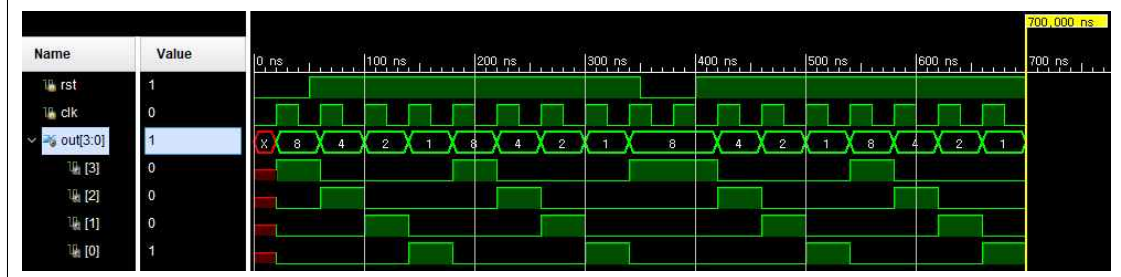 700,000 ns
Name Value
0 ns 100 ns 200 ns 300 ns 400 ns 500 ns 600 ns 700 ns
rst 1
clk 0
out[3:0] 1 X 8 4 2 1 8 4 2 1 8 4 2 1 8 4 2 1
[3] 0
[2] 0
[1] 0
[0] 1